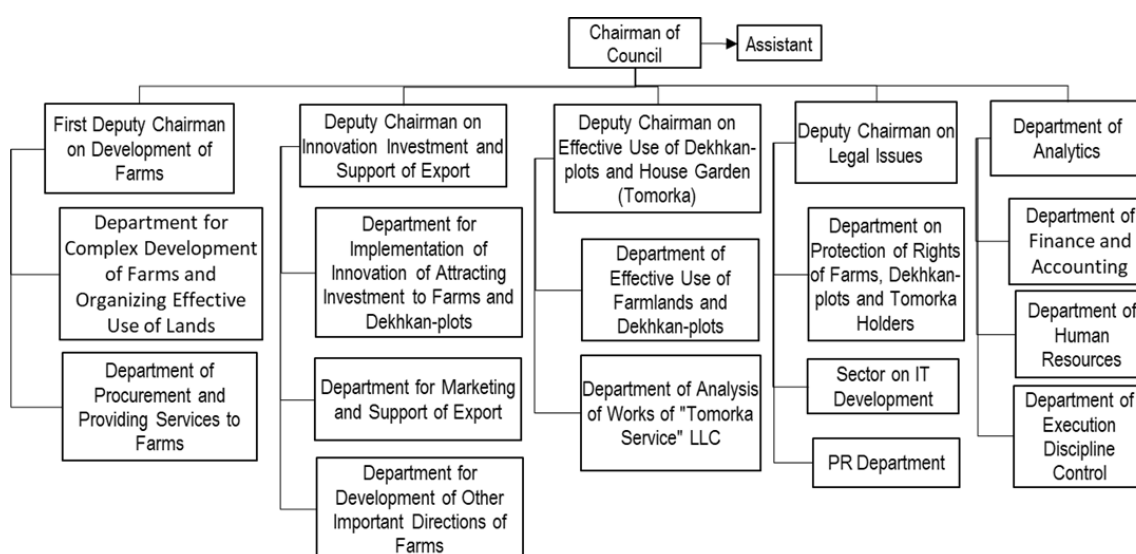 Chairman of
Council
Assistant
First Deputy Chairman
on Development of
Farms
Department for
Complex Development
of Farms and
Organizing Effective
Use of Lands
Department of
Procurement and
Providing Services to
Farms
Deputy Chairman on
Innovation Investment and
Support of Export
Department for
Implementation of
Innovation of Attracting
Investment to Farms and
Dekhkan-plots
Department for Marketing
and Support of Export
Department for
Development of Other
Important Directions of
Farms
Deputy Chairman on
Effective Use of Dekhkan-
plots and House Garden
(Tomorka)
Department of
Effective Use of
Farmlands and
Dekhkan-plots
Department of Analysis
of Works of "Tomorka
Service" LLC
Deputy Chairman on
Legal Issues
Department on
Protection of Rights
of Farms, Dekhkan-
plots and Tomorka
Holders
Sector on IT
Development
PR Department
Department of
Analytics
Department of
Finance and
Accounting
Department of
Human
Resources
Department of
Execution
Discipline
Control